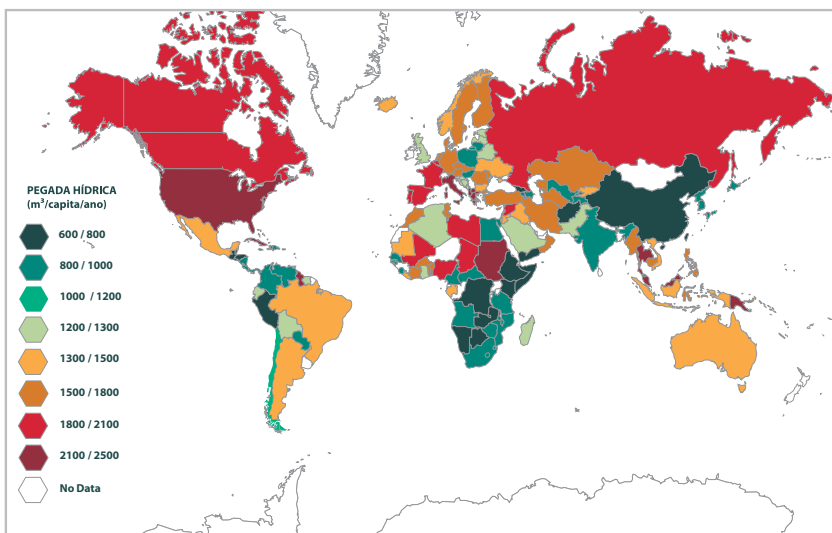 PEGADA HÍDRICA
(m³/capita/ano)
600 / 800
800 / 1000
1000 / 1200
1200 / 1300
1300 / 1500
1500 / 1800
1800 / 2100
2100 / 2500
No Data